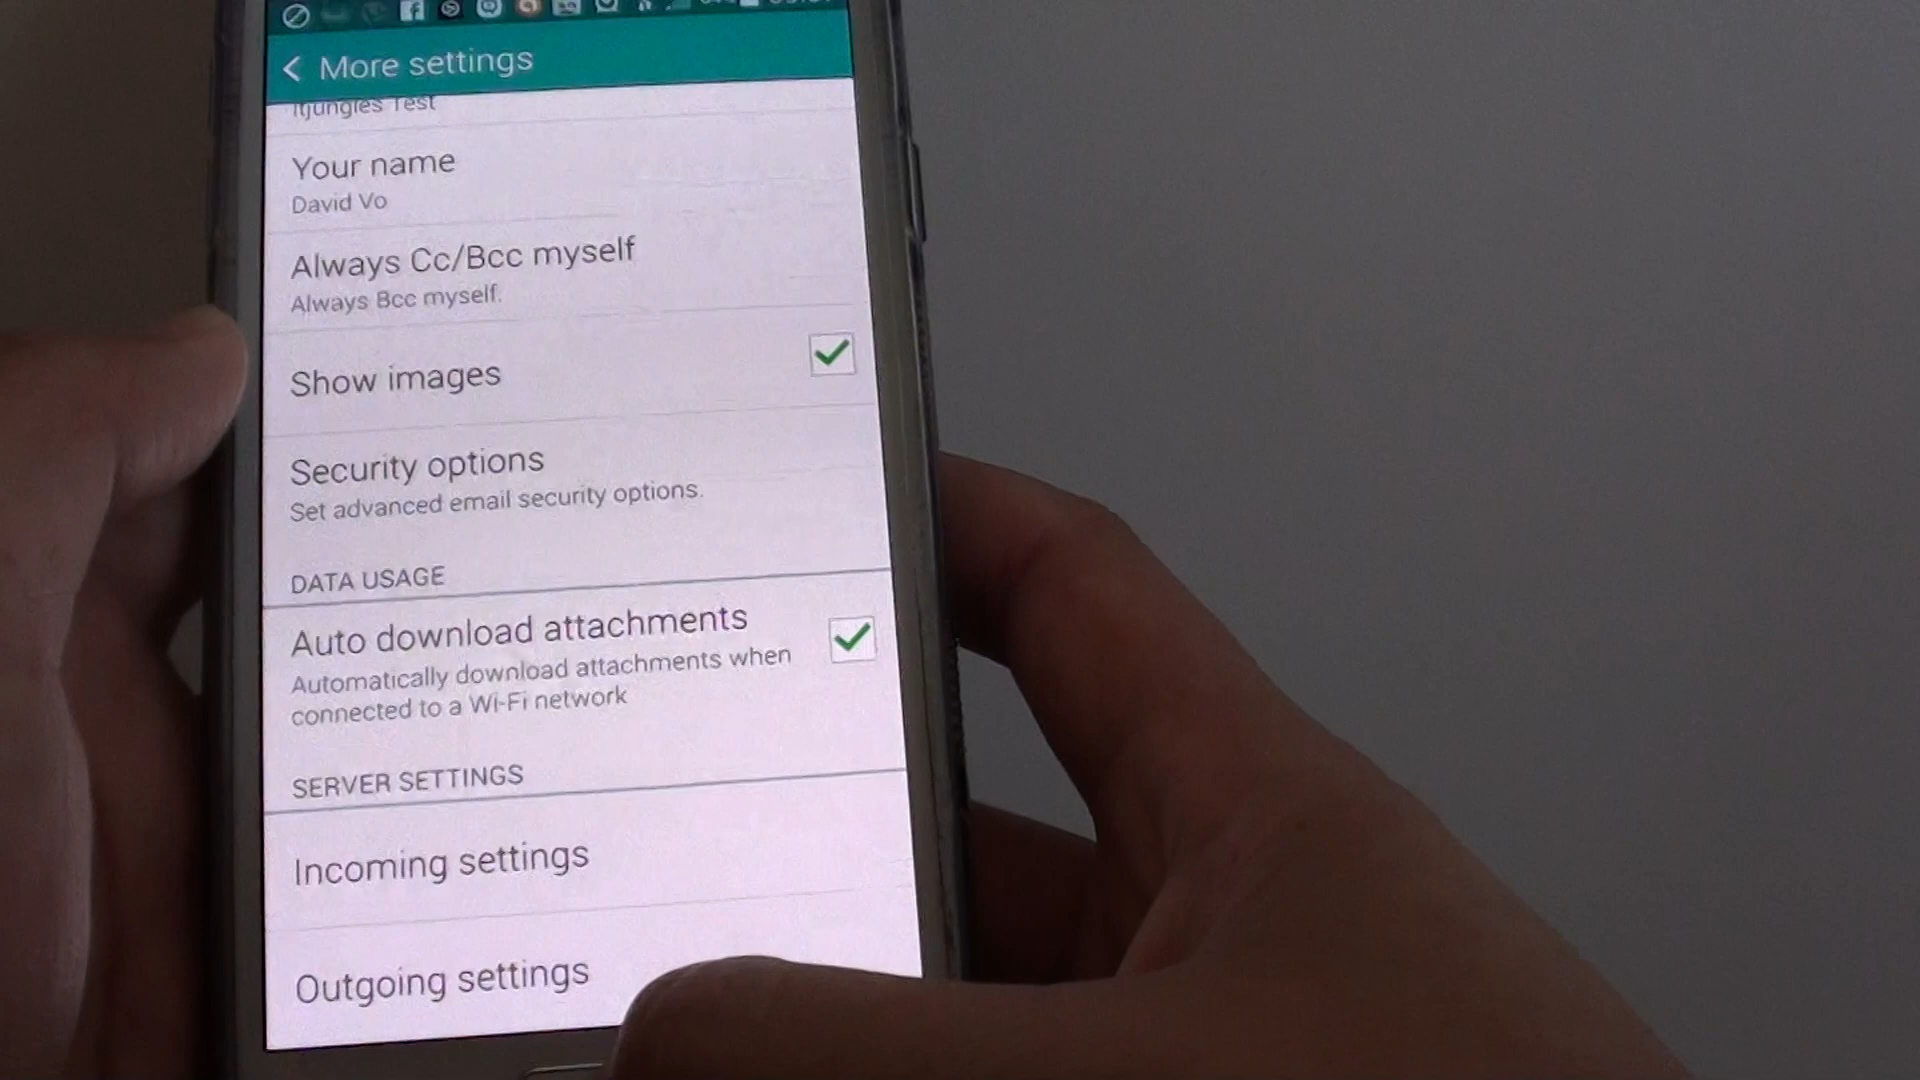 More settings
Itjungles Test
Your name
David Vo
Always Cc/Bcc myself
Always Bcc myself.
Show images
Security options
Set advanced email security options.
DATA USAGE
Auto download attachments
Automatically download attachments when
connected to a Wi-Fi network
SERVER SETTINGS
Incoming settings
Outgoing settings